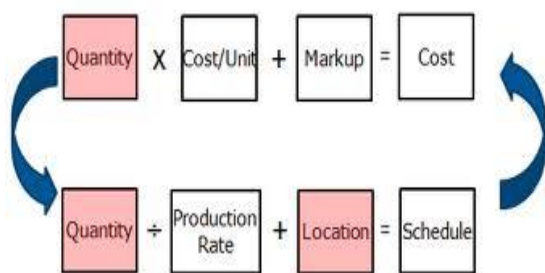 Quantity X Cost/Unit + Markup = Cost
Quantity ÷ Production Rate + Location = Schedule